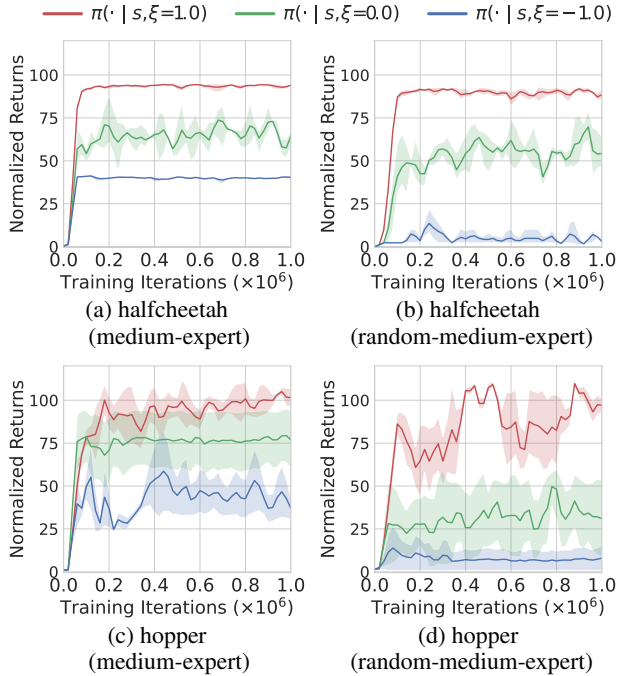 π(· | s,ξ=1.0) π(· | s,ξ=0.0) π(· | s,ξ=−1.0)
Normalized Returns
100
75
50
25
0
0.0 0.2 0.4 0.6 0.8 1.0
Training Iterations (×10⁶)
(a) halfcheetah
(medium-expert)
Normalized Returns
100
75
50
25
0
0.0 0.2 0.4 0.6 0.8 1.0
Training Iterations (×10⁶)
(b) halfcheetah
(random-medium-expert)
Normalized Returns
100
75
50
25
0
0.0 0.2 0.4 0.6 0.8 1.0
Training Iterations (×10⁶)
(c) hopper
(medium-expert)
Normalized Returns
100
75
50
25
0
0.0 0.2 0.4 0.6 0.8 1.0
Training Iterations (×10⁶)
(d) hopper
(random-medium-expert)